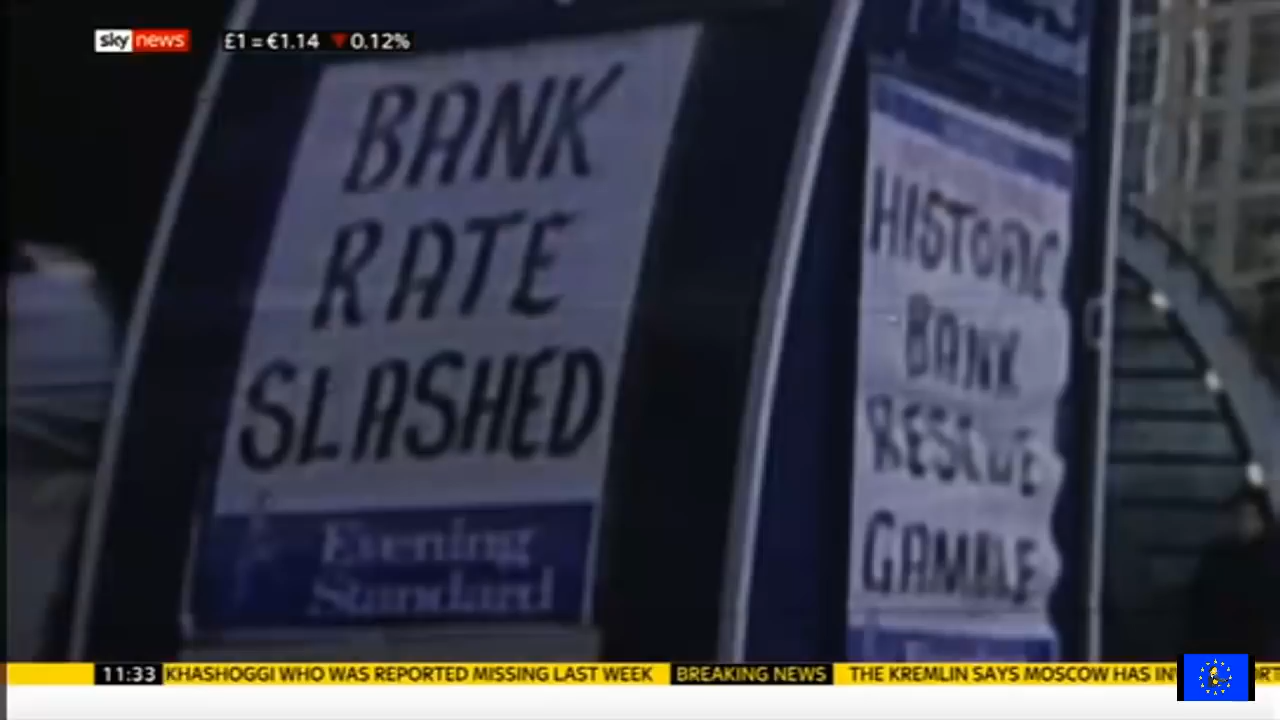 sky news £1 = €1.14 ▼ 0.12%
BANK
RATE
SLASHED
Evening
Standard
Standard
HISTORIC
BANK
RESCUE
GAMBLE
11:33 KHASHOGGI WHO WAS REPORTED MISSING LAST WEEK BREAKING NEWS THE KREMLIN SAYS MOSCOW HAS